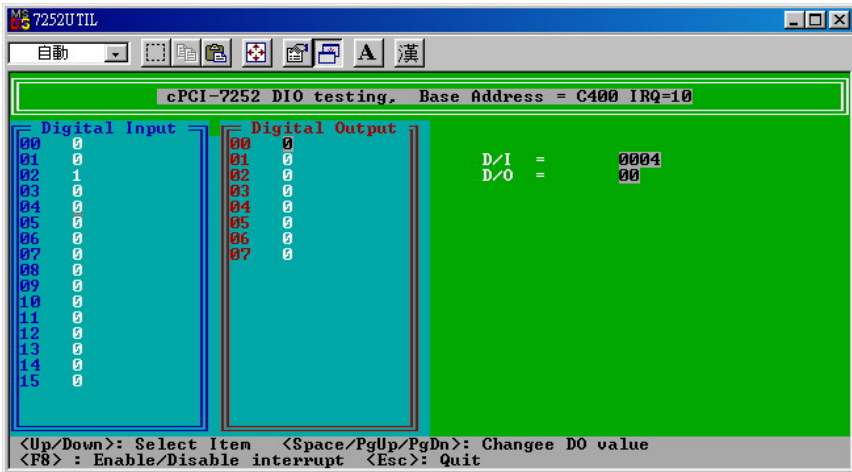 7252UTIL
自動 A 漢
cPCI-7252 DIO testing, Base Address = C400 IRQ=10
Digital Input Digital Output
00 0 00 0
01 0 01 0 D/I = 0004
02 1 02 0 D/O = 00
03 0 03 0
04 0 04 0
05 0 05 0
06 0 06 0
07 0 07 0
08 0
09 0
10 0
11 0
12 0
13 0
14 0
15 0
<Up/Down>: Select Item <Space/PgUp/PgDn>: Changee DO value
<F8> : Enable/Disable interrupt <Esc>: Quit